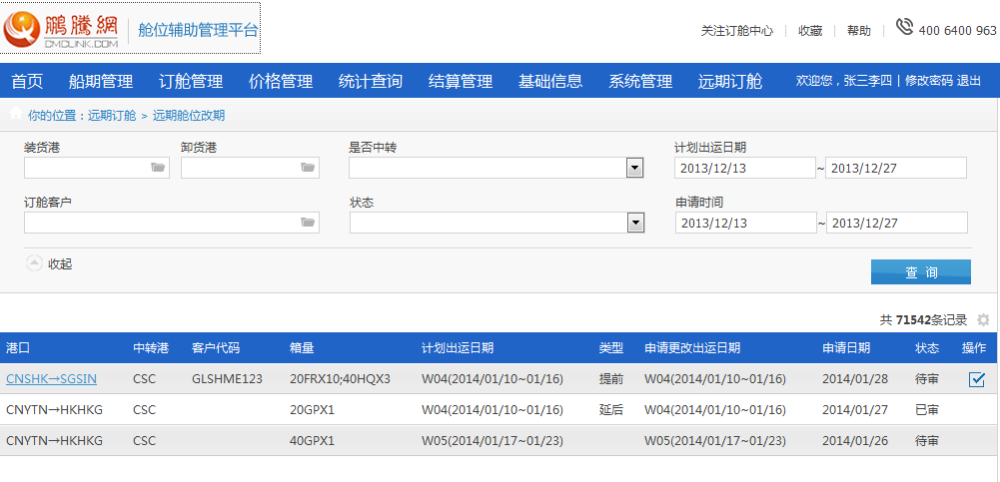 鹏腾網 舱位辅助管理平台
CMCLINK.COM
关注订舱中心 | 收藏 | 帮助 | 400 6400 963
首页 船期管理 订舱管理 价格管理 统计查询 结算管理 基础信息 系统管理 远期订舱 欢迎您，张三李四 | 修改密码 退出
你的位置：远期订舱 > 远期舱位改期
装货港 卸货港 是否中转 计划出运日期
2013/12/13 ~ 2013/12/27
订舱客户 状态 申请时间
2013/12/13 ~ 2013/12/27
收起 查 询
共 71542条记录
港口 中转港 客户代码 箱量 计划出运日期 类型 申请更改出运日期 申请日期 状态 操作
CNSHK→SGSIN CSC GLSHME123 20FRX10;40HQX3 W04(2014/01/10~01/16) 提前 W04(2014/01/10~01/16) 2014/01/28 待审
CNYTN→HKHKG CSC 20GPX1 W04(2014/01/10~01/16) 延后 W04(2014/01/10~01/16) 2014/01/27 已审
CNYTN→HKHKG CSC 40GPX1 W05(2014/01/17~01/23) W05(2014/01/17~01/23) 2014/01/26 待审